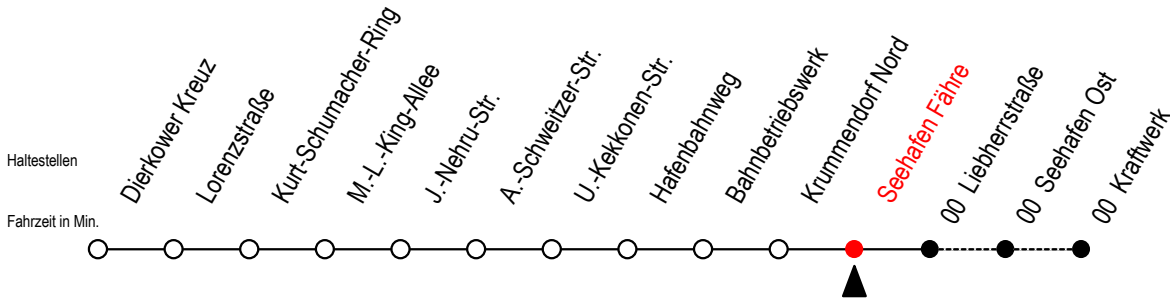 Haltestellen
Fahrzeit in Min.
Dierkower Kreuz
Lorenzstraße
Kurt-Schumacher-Ring
M.-L.-King-Allee
J.-Nehru-Str.
A.-Schweitzer-Str.
U.-Kekkonen-Str.
Hafenbahnweg
Bahnbetriebswerk
Krummendorf Nord
Seehafen Fähre
00 Liebherrstraße
00 Seehafen Ost
00 Kraftwerk